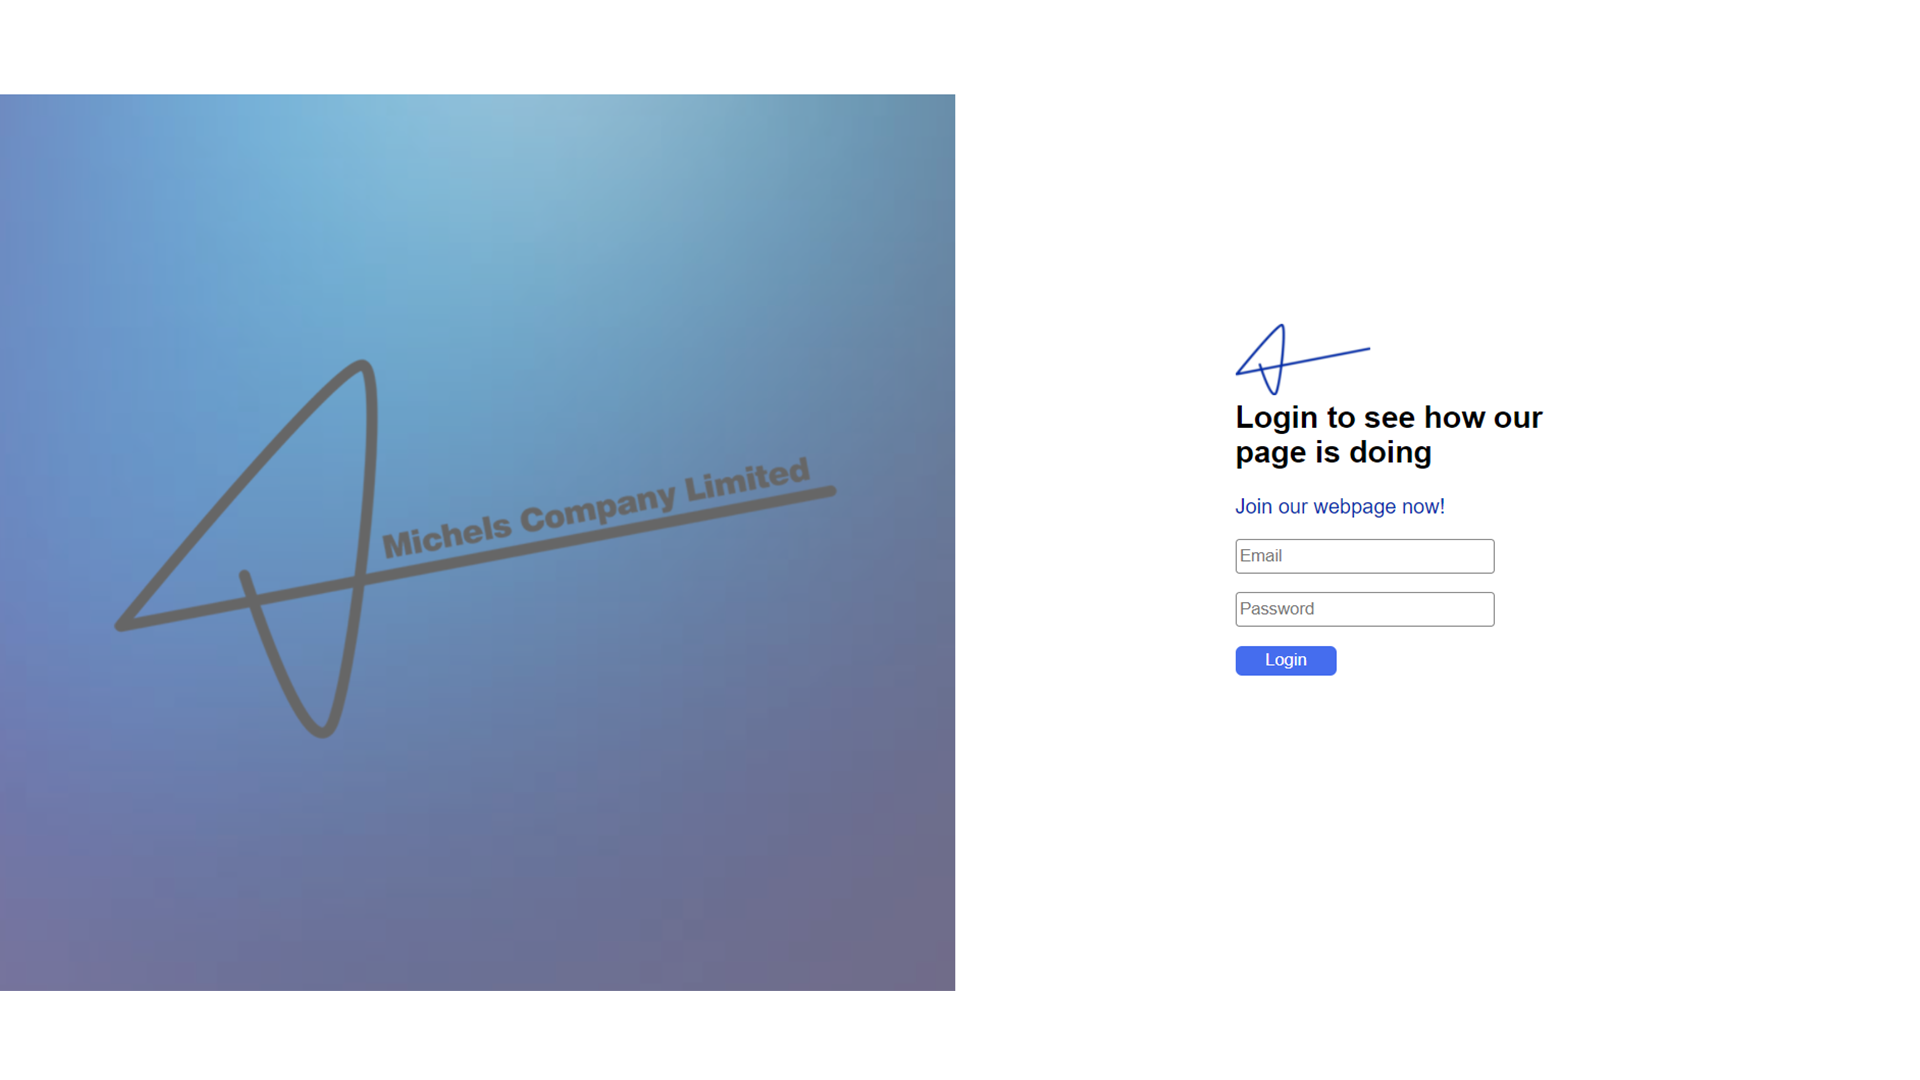 Michels Company Limited
Login to see how our
page is doing
Join our webpage now!
Email
Password
Login